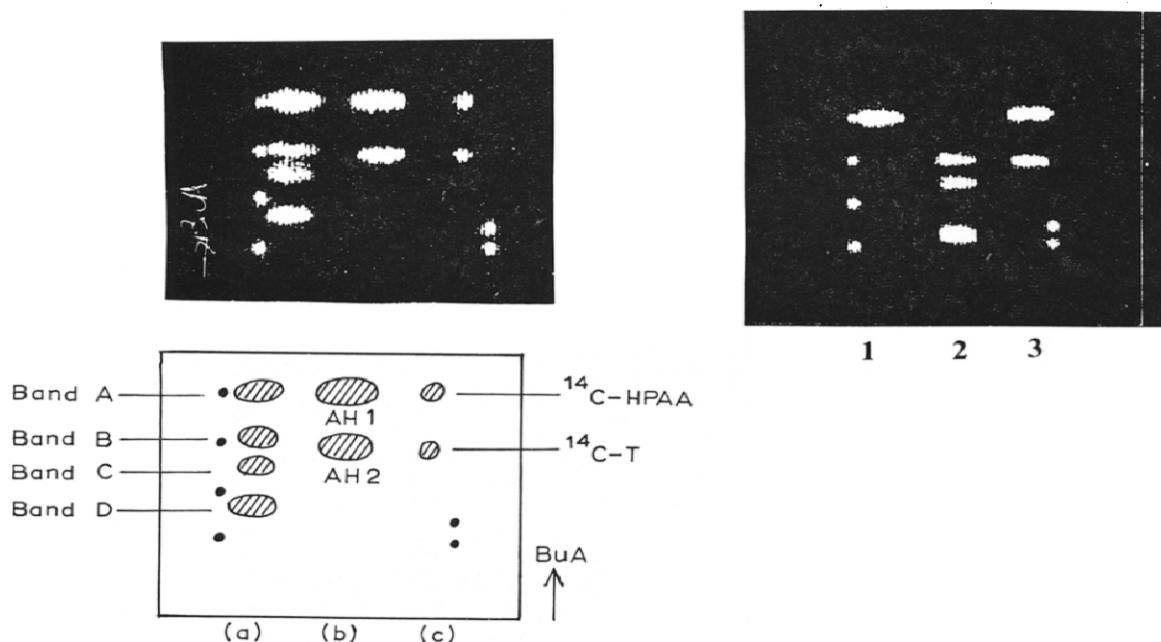 1 2 3
Band A
Band B
Band C
Band D
AH 1
AH 2
¹⁴C-HPAA
¹⁴C-T
BuA
(a) (b) (c)